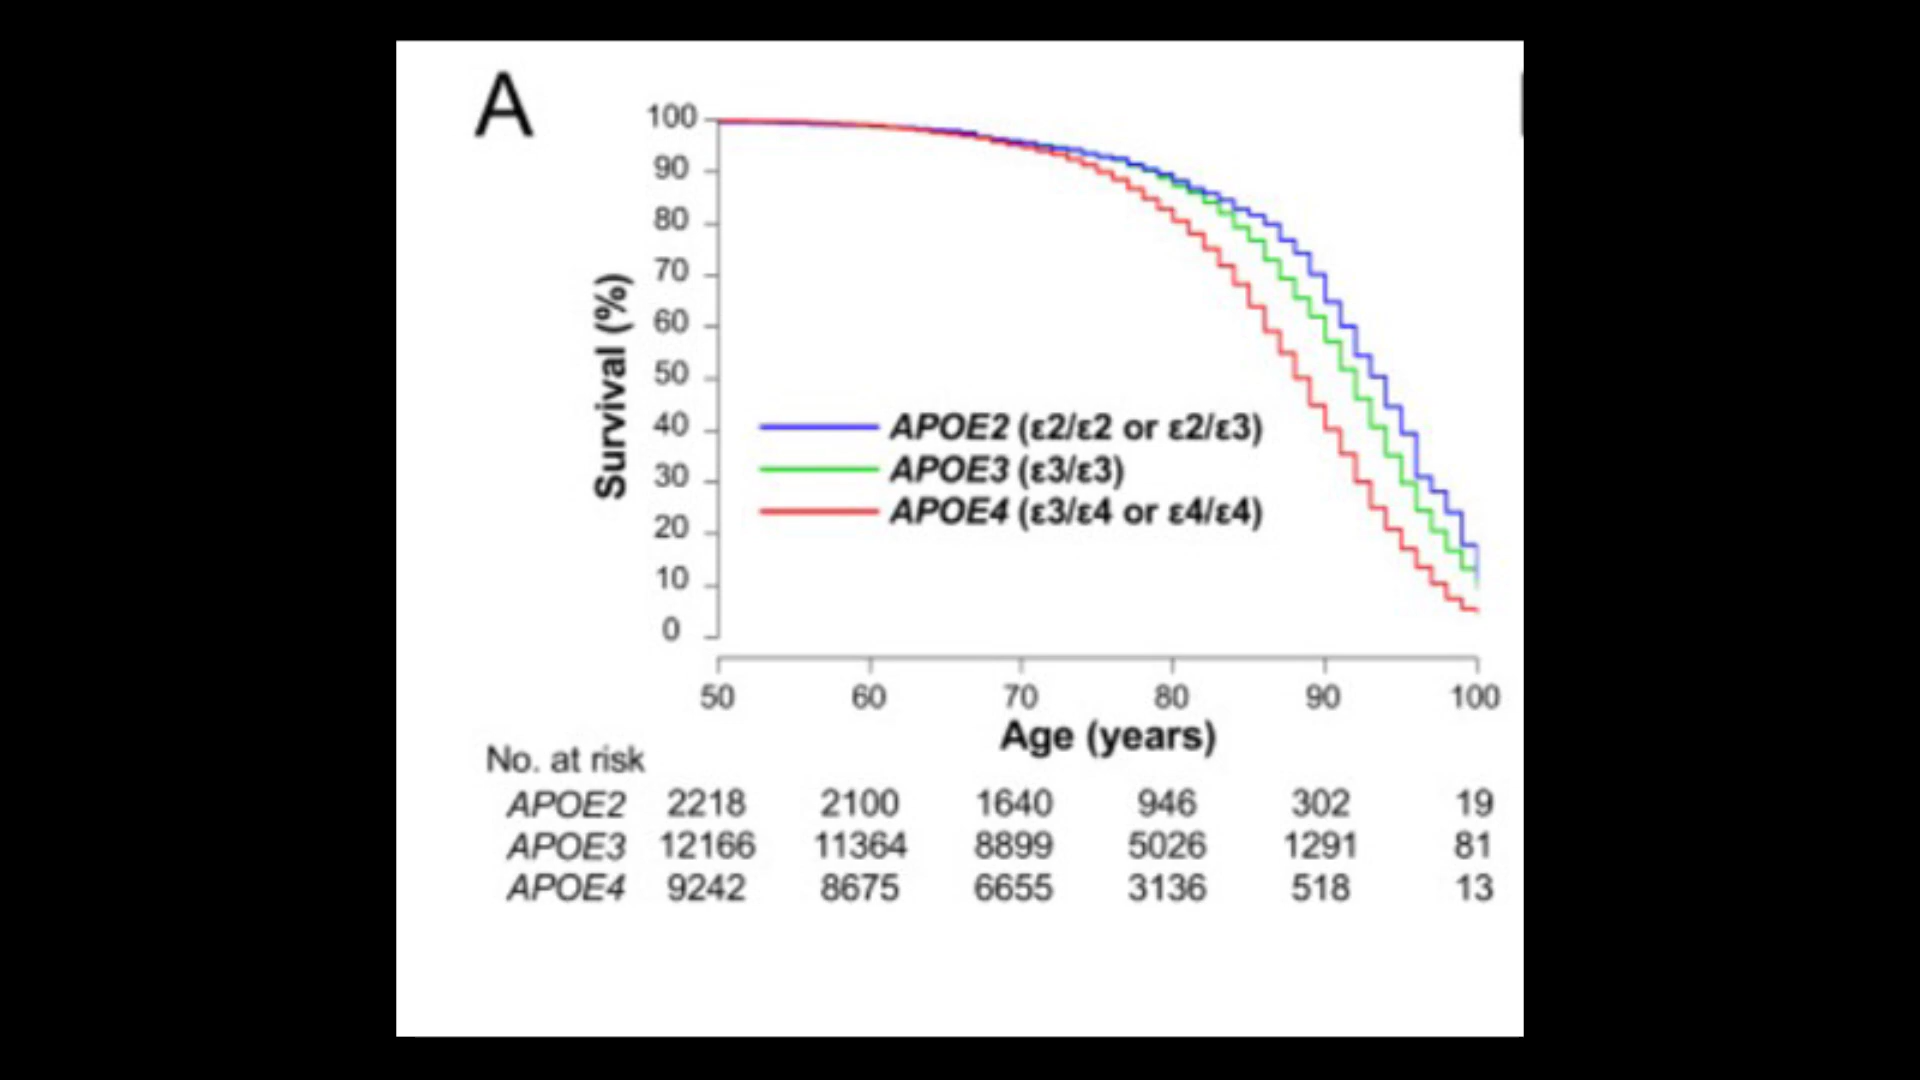 A
100
90
80
70
60
50
40
30
20
10
0
Survival (%)
APOE2 (ε2/ε2 or ε2/ε3)
APOE3 (ε3/ε3)
APOE4 (ε3/ε4 or ε4/ε4)
50 60 70 80 90 100
Age (years)
No. at risk
APOE2 2218 2100 1640 946 302 19
APOE3 12166 11364 8899 5026 1291 81
APOE4 9242 8675 6655 3136 518 13